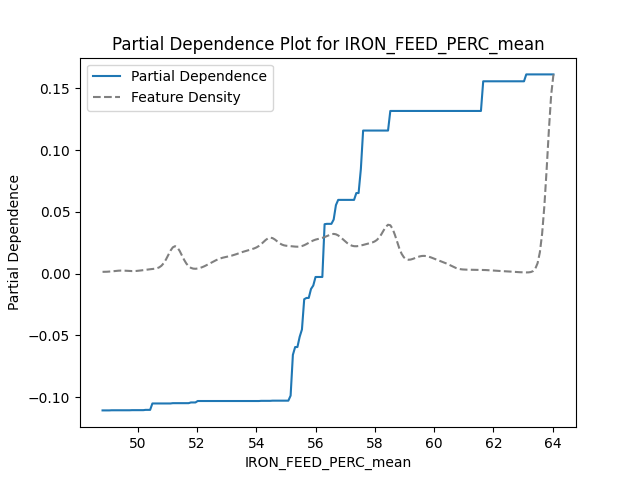 Partial Dependence Plot for IRON_FEED_PERC_mean
Partial Dependence
Feature Density
0.15
0.10
0.05
0.00
−0.05
−0.10
Partial Dependence
50 52 54 56 58 60 62 64
IRON_FEED_PERC_mean